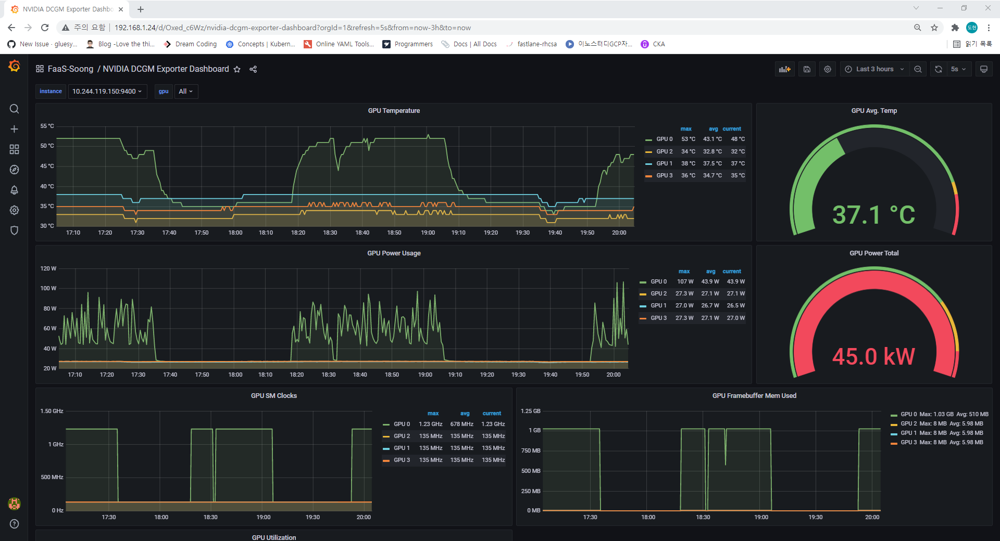 NVIDIA DCGM Exporter Dashbo
주의 요함 | 192.168.1.24/d/Oxed_c6Wz/nvidia-dcgm-exporter-dashboard?orgId=1&refresh=5s&from=now-3h&to=now
도현
New Issue · gluesy... Blog -Love the thi... Dream Coding Concepts | Kubern... Online YAML Tools... Programmers Docs | All Docs fastlane-rhcsa 이노스터디GCP자... CKA 읽기 목록
FaaS-Soong / NVIDIA DCGM Exporter Dashboard Last 3 hours 5s
instance 10.244.119.150:9400 gpu All
GPU Temperature
55 °C
50 °C
45 °C
40 °C
35 °C
30 °C
17:10 17:20 17:30 17:40 17:50 18:00 18:10 18:20 18:30 18:40 18:50 19:00 19:10 19:20 19:30 19:40 19:50 20:00
max avg current
GPU 0 53 °C 43.1 °C 48 °C
GPU 2 34 °C 32.8 °C 32 °C
GPU 1 38 °C 37.5 °C 37 °C
GPU 3 36 °C 34.7 °C 35 °C
GPU Avg. Temp
37.1 °C
GPU Power Usage
120 W
100 W
80 W
60 W
40 W
20 W
17:10 17:20 17:30 17:40 17:50 18:00 18:10 18:20 18:30 18:40 18:50 19:00 19:10 19:20 19:30 19:40 19:50 20:00
max avg current
GPU 0 107 W 43.9 W 43.9 W
GPU 2 27.3 W 27.1 W 27.1 W
GPU 1 27.0 W 26.7 W 26.5 W
GPU 3 27.3 W 27.1 W 27.0 W
GPU Power Total
45.0 kW
GPU SM Clocks
1.50 GHz
1 GHz
500 MHz
0 Hz
17:30 18:00 18:30 19:00 19:30 20:00
max avg current
GPU 0 1.23 GHz 678 MHz 1.23 GHz
GPU 2 135 MHz 135 MHz 135 MHz
GPU 1 135 MHz 135 MHz 135 MHz
GPU 3 135 MHz 135 MHz 135 MHz
GPU Framebuffer Mem Used
1.25 GB
1 GB
750 MB
500 MB
250 MB
0 MB
17:30 18:00 18:30 19:00 19:30 20:00
GPU 0 Max: 1.03 GB Avg: 510 MB
GPU 2 Max: 8 MB Avg: 5.98 MB
GPU 1 Max: 8 MB Avg: 5.98 MB
GPU 3 Max: 8 MB Avg: 5.98 MB
GPU Utilization